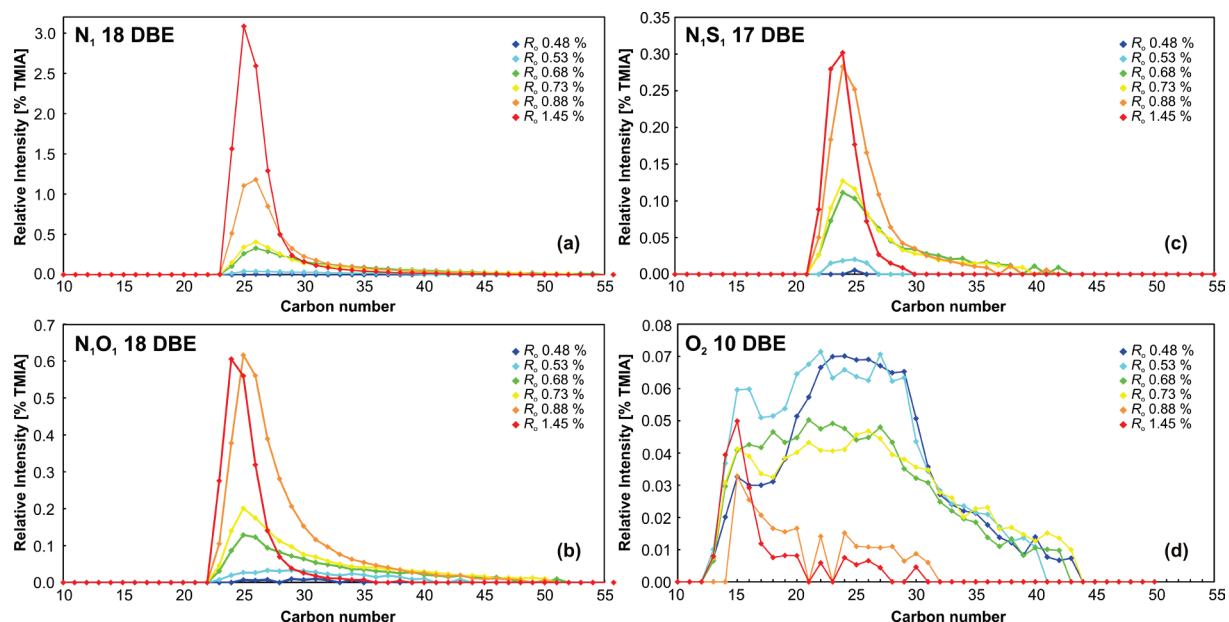 N₁ 18 DBE
Relative Intensity [% TMIA]
3.0
2.5
2.0
1.5
1.0
0.5
0.0
Rₒ 0.48 %
Rₒ 0.53 %
Rₒ 0.68 %
Rₒ 0.73 %
Rₒ 0.88 %
Rₒ 1.45 %
(a)
10 15 20 25 30 35 40 45 50 55
Carbon number
N₁S₁ 17 DBE
Relative Intensity [% TMIA]
0.35
0.30
0.25
0.20
0.15
0.10
0.05
0.00
Rₒ 0.48 %
Rₒ 0.53 %
Rₒ 0.68 %
Rₒ 0.73 %
Rₒ 0.88 %
Rₒ 1.45 %
(c)
10 15 20 25 30 35 40 45 50 55
Carbon number
N₁O₁ 18 DBE
Relative Intensity [% TMIA]
0.7
0.6
0.5
0.4
0.3
0.2
0.1
0.0
Rₒ 0.48 %
Rₒ 0.53 %
Rₒ 0.68 %
Rₒ 0.73 %
Rₒ 0.88 %
Rₒ 1.45 %
(b)
10 15 20 25 30 35 40 45 50 55
Carbon number
O₂ 10 DBE
Relative Intensity [% TMIA]
0.08
0.07
0.06
0.05
0.04
0.03
0.02
0.01
0.00
Rₒ 0.48 %
Rₒ 0.53 %
Rₒ 0.68 %
Rₒ 0.73 %
Rₒ 0.88 %
Rₒ 1.45 %
(d)
10 15 20 25 30 35 40 45 50 55
Carbon number